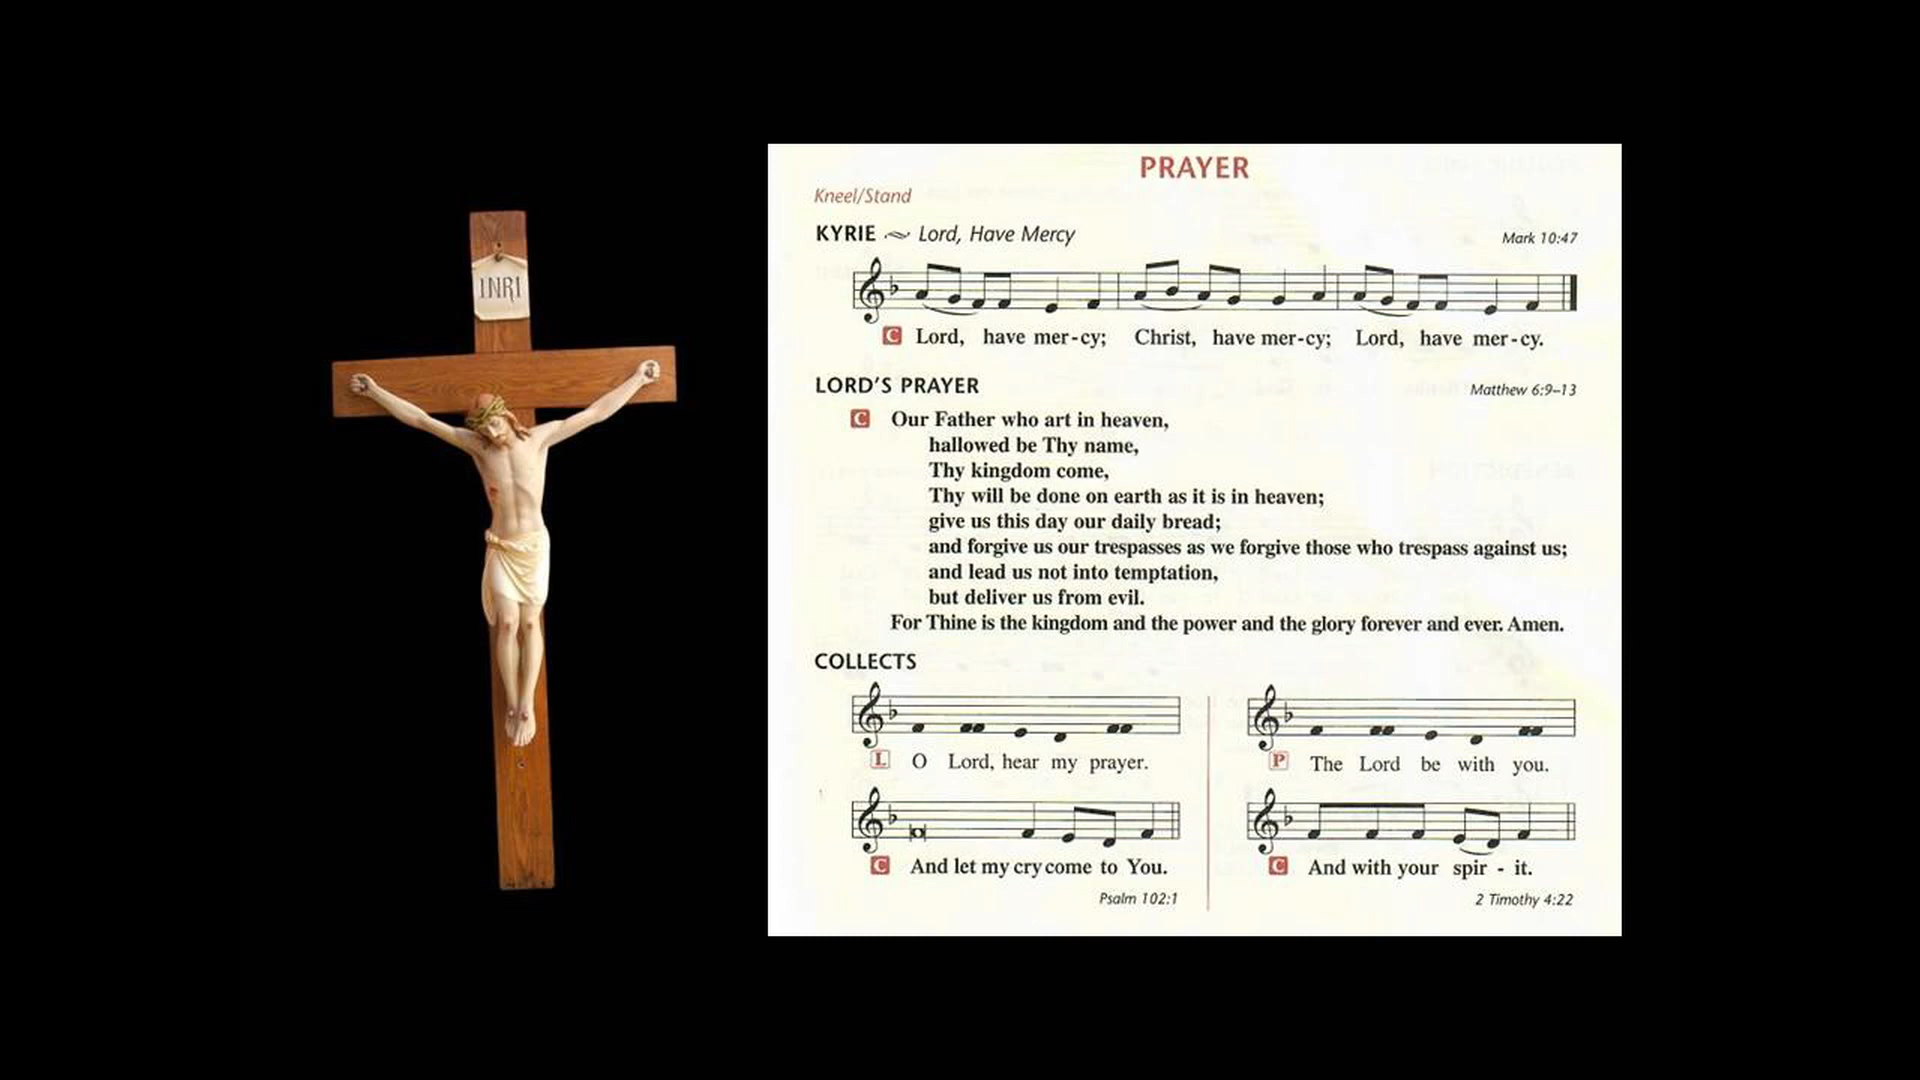 INRI
PRAYER
Kneel/Stand
KYRIE Lord, Have Mercy Mark 10:47
C Lord, have mer-cy; Christ, have mer-cy; Lord, have mer-cy.
LORD'S PRAYER Matthew 6:9–13
C Our Father who art in heaven,
hallowed be Thy name,
Thy kingdom come,
Thy will be done on earth as it is in heaven;
give us this day our daily bread;
and forgive us our trespasses as we forgive those who trespass against us;
and lead us not into temptation,
but deliver us from evil.
For Thine is the kingdom and the power and the glory forever and ever. Amen.
COLLECTS
L O Lord, hear my prayer.
C And let my cry come to You.
Psalm 102:1
P The Lord be with you.
C And with your spir - it.
2 Timothy 4:22